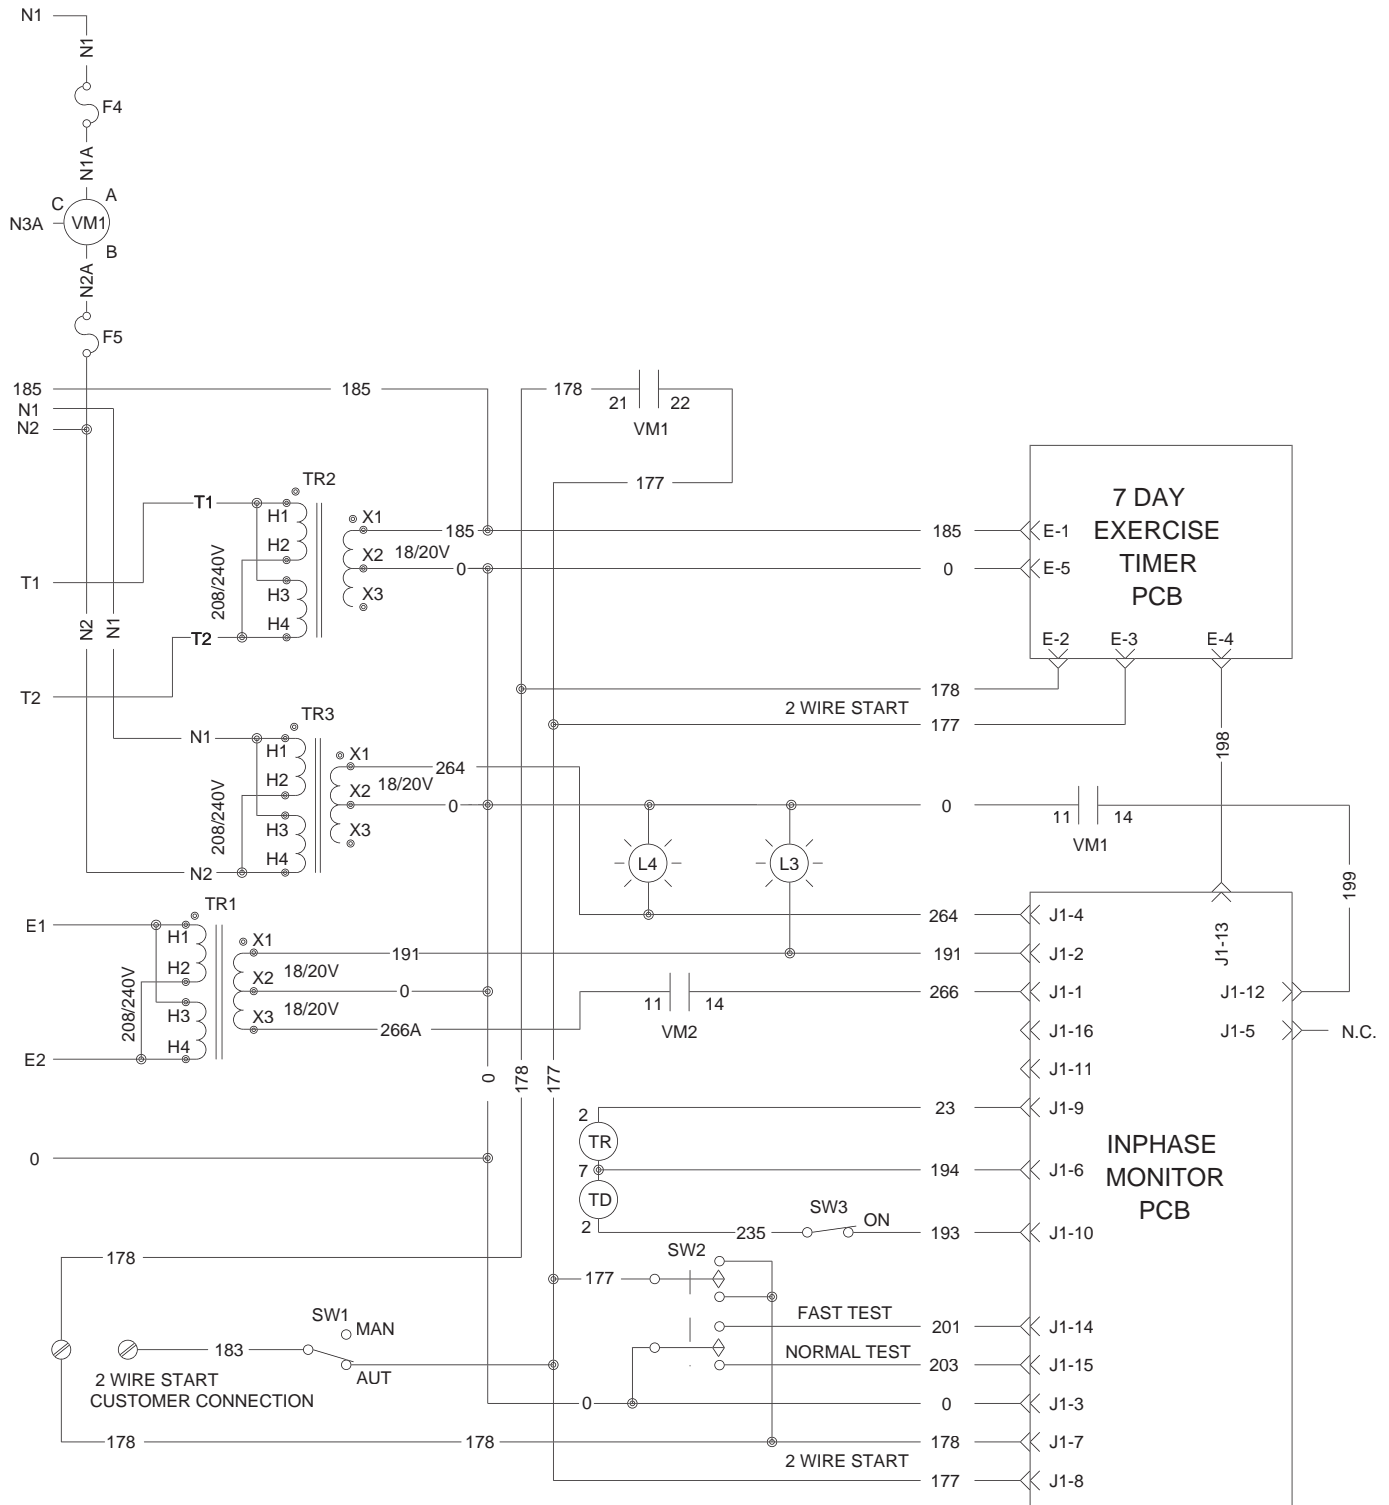 N1
N1
F4
N1A
A
C
VM1
N3A
B
N2A
F5
185
185
178
21
22
VM1
N1
N2
177
TR2
T1
H1
H2
H3
H4
208/240V
X1
X2
X3
18/20V
185
0
T1
T2
T2
N2
N1
185
0
E-1
E-5
7 DAY
EXERCISE
TIMER
PCB
E-2
E-3
E-4
178
2 WIRE START
177
198
TR3
N1
H1
H2
H3
H4
208/240V
N2
X1
X2
X3
18/20V
264
0
0
11
14
VM1
199
L4
L3
TR1
E1
H1
H2
H3
H4
208/240V
E2
X1
X2
X3
18/20V
18/20V
191
0
266A
11
14
VM2
264
J1-4
191
J1-2
266
J1-1
J1-16
J1-11
J1-13
J1-12
J1-5
N.C.
0
178
177
2
TR
7
TD
2
23
J1-9
194
J1-6
235
SW3
ON
193
J1-10
INPHASE
MONITOR
PCB
0
178
177
SW2
SW1
MAN
183
AUT
2 WIRE START
CUSTOMER CONNECTION
FAST TEST
201
J1-14
NORMAL TEST
203
J1-15
0
0
J1-3
178
178
178
J1-7
2 WIRE START
177
J1-8